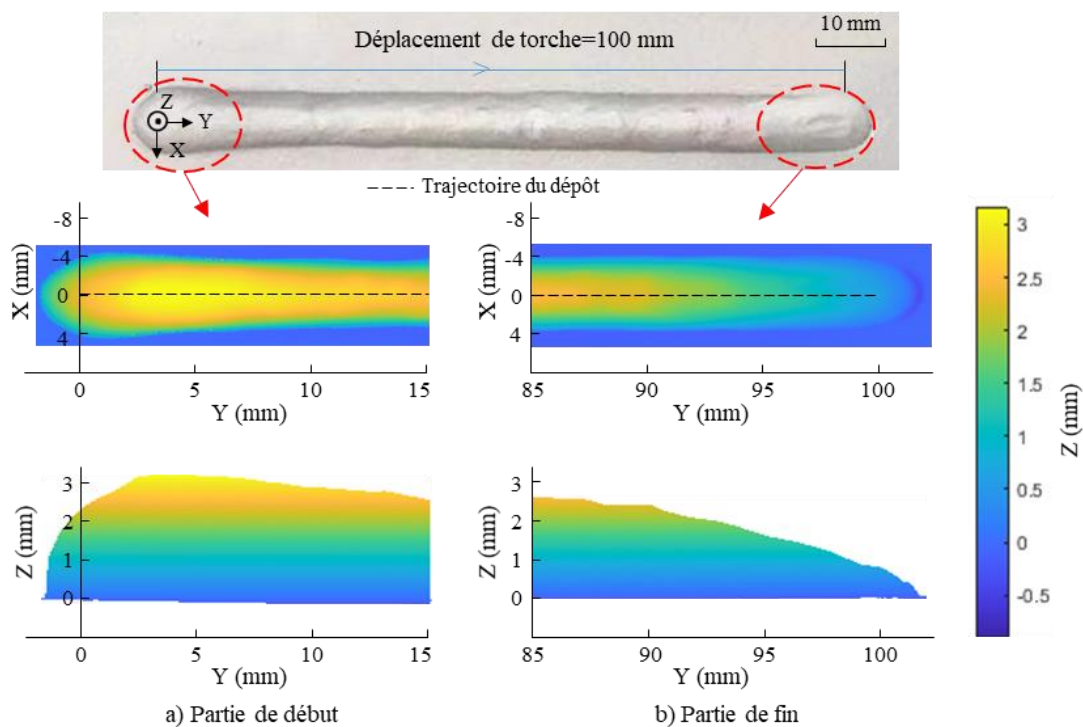 Déplacement de torche=100 mm
10 mm
Z
Y
X
----- Trajectoire du dépôt
-8
-4
0
4
X (mm)
0 5 10 15
Y (mm)
-8
-4
0
4
X (mm)
85 90 95 100
Y (mm)
3
2
1
0
Z (mm)
0 5 10 15
Y (mm)
3
2
1
0
Z (mm)
85 90 95 100
Y (mm)
3
2.5
2
1.5
1
0.5
0
-0.5
Z (mm)
a) Partie de début
b) Partie de fin